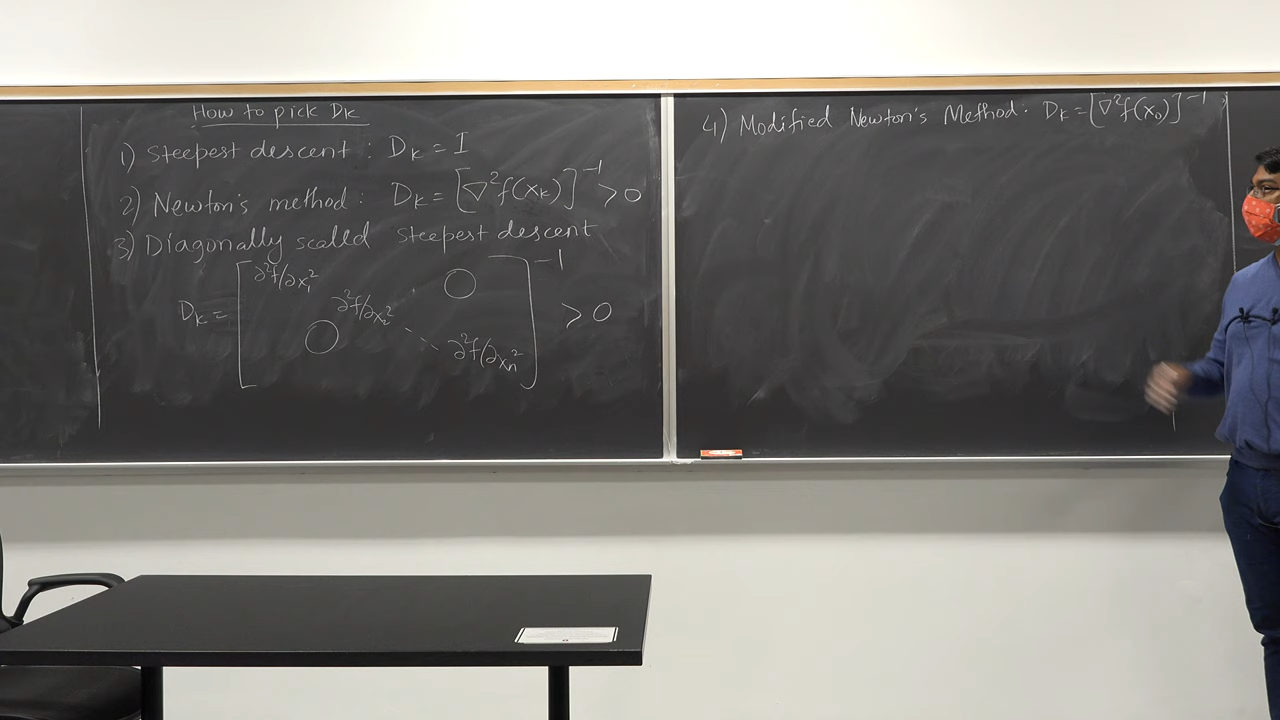 How to pick Dk
1) Steepest descent : Dk = I
2) Newton's method : Dk = [∇²f(xk)]⁻¹ > 0
3) Diagonally scaled steepest descent
Dk = [∂²f/∂x₁² ∂²f/∂x₂² ⋱ ∂²f/∂xn² 0 0]⁻¹ > 0
4) Modified Newton's Method : Dk = [∇²f(x₀)]⁻¹